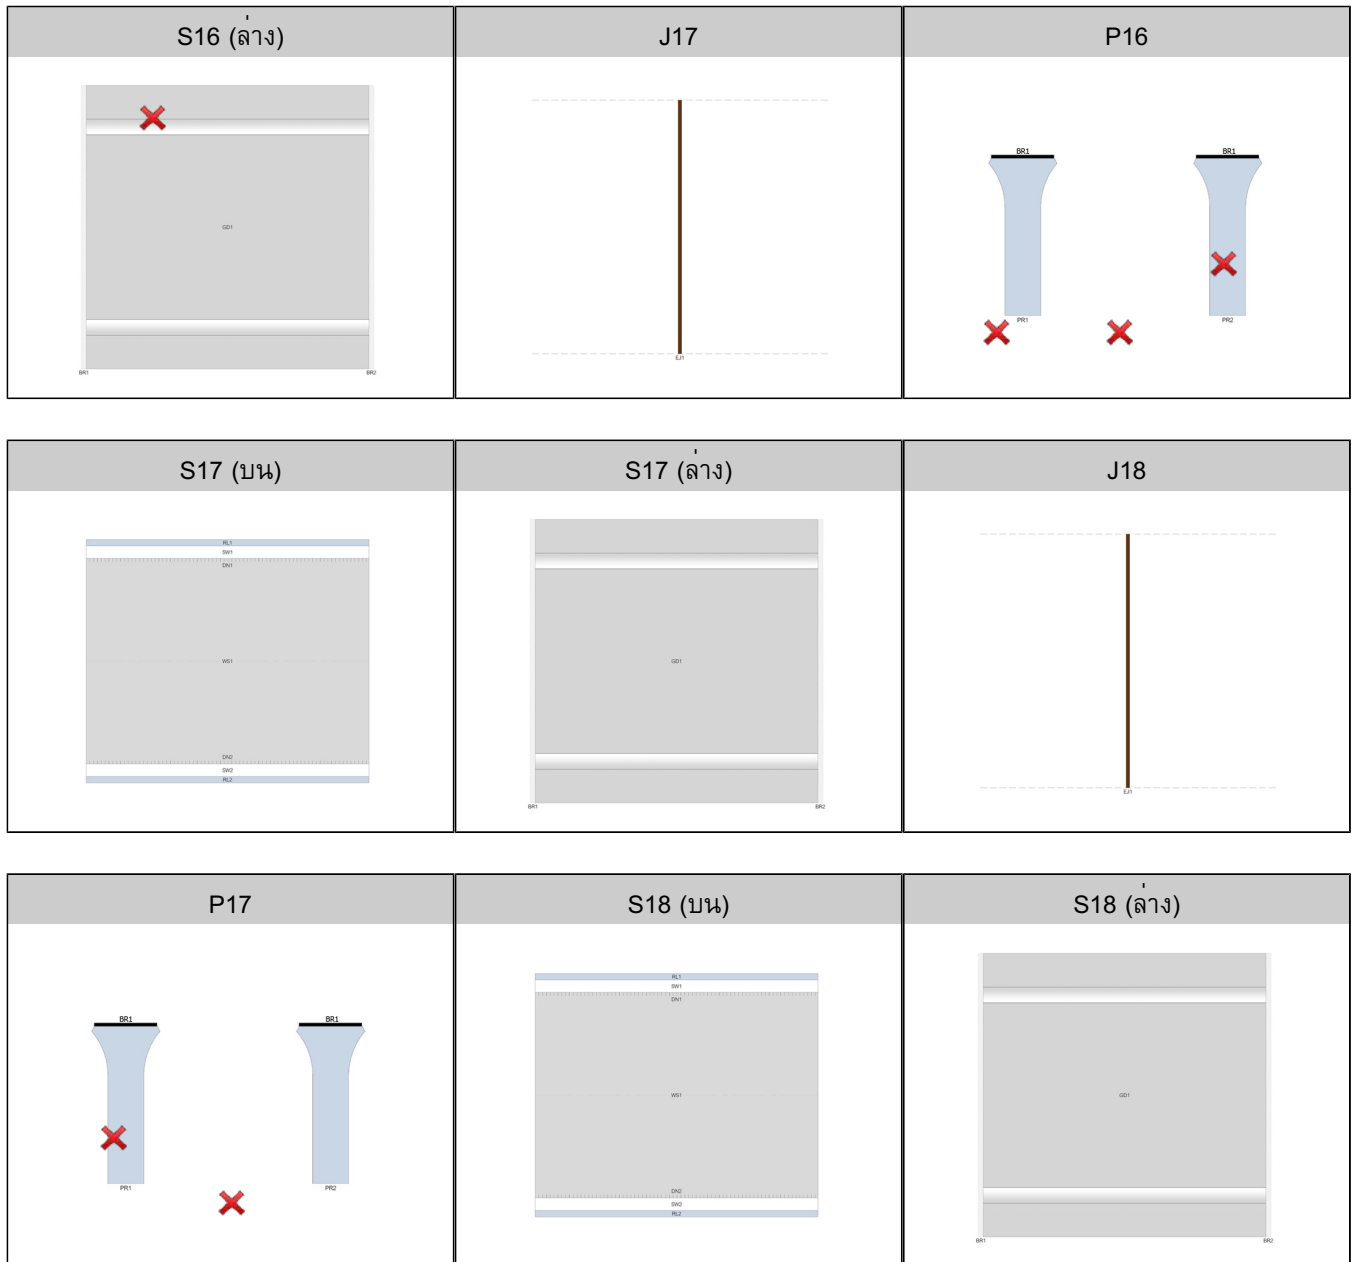 S16 (ล่าง)
J17
P16
BR1
BR1
GD1
PR1
PR2
EJ1
BR1
BR2
S17 (บน)
S17 (ล่าง)
J18
RL1
SW1
DN1
WS1
GD1
DN2
SW2
RL2
EJ1
BR1
BR2
P17
S18 (บน)
S18 (ล่าง)
RL1
SW1
DN1
BR1
BR1
WS1
GD1
PR1
PR2
DN2
SW2
RL2
BR1
BR2